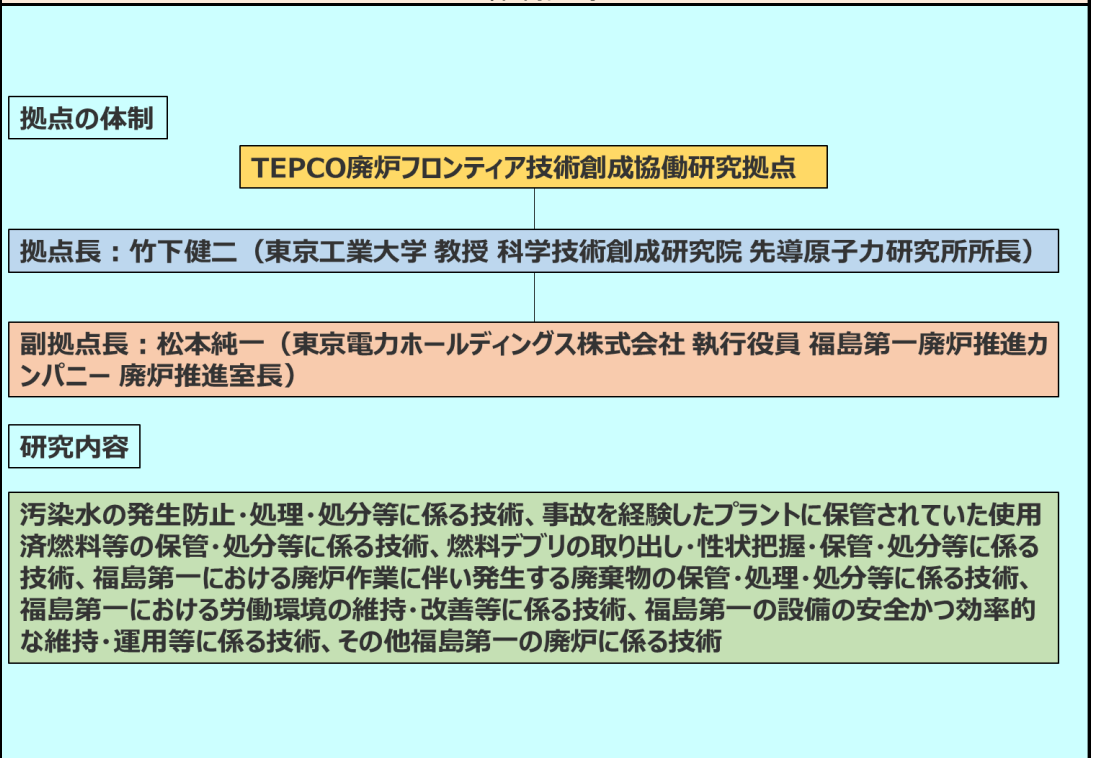 拠点の体制
TEPCO廃炉フロンティア技術創成協働研究拠点
拠点長：竹下健二（東京工業大学 教授 科学技術創成研究院 先導原子力研究所所長）
副拠点長：松本純一（東京電力ホールディングス株式会社 執行役員 福島第一廃炉推進カ
ンパニー 廃炉推進室長）
研究内容
汚染水の発生防止･処理･処分等に係る技術、事故を経験したプラントに保管されていた使用
済燃料等の保管･処分等に係る技術、燃料デブリの取り出し･性状把握･保管･処分等に係る
技術、福島第一における廃炉作業に伴い発生する廃棄物の保管･処理･処分等に係る技術、
福島第一における労働環境の維持･改善等に係る技術、福島第一の設備の安全かつ効率的
な維持･運用等に係る技術、その他福島第一の廃炉に係る技術